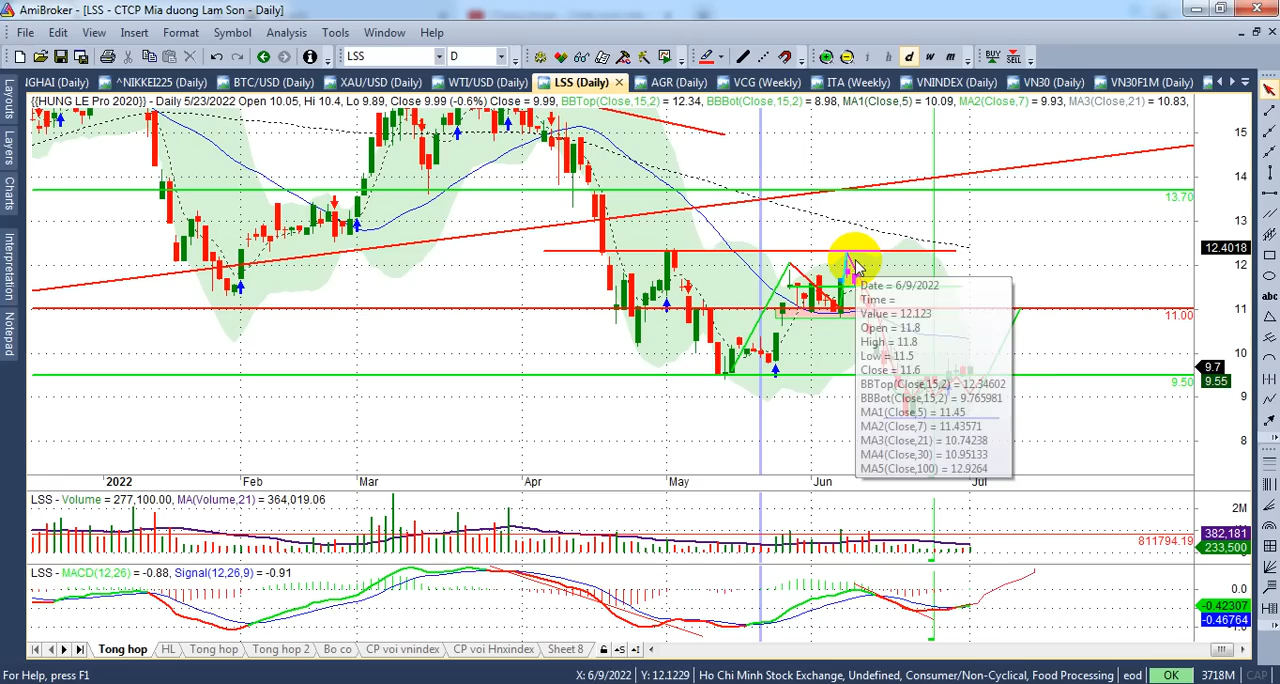 AmiBroker - [LSS - CTCP Mia duong Lam Son - Daily]
File Edit View Insert Format Symbol Analysis Tools Window Help
LSS D i h d w m BUY SELL
IGHAI (Daily) ^NIKKEI225 (Daily) BTC/USD (Daily) XAU/USD (Daily) WTI/USD (Daily) LSS (Daily) AGR (Daily) VCG (Weekly) ITA (Weekly) VNINDEX (Daily) VN30 (Daily) VN30F1M (Daily)
{{HUNG LE Pro 2020}} - Daily 5/23/2022 Open 10.05, Hi 10.4, Lo 9.89, Close 9.99 (-0.6%) Close = 9.99, BBTop(Close,15,2) = 12.34, BBBot(Close,15,2) = 8.98, MA1(Close,5) = 10.09, MA2(Close,7) = 9.93, MA3(Close,21) = 10.83,
Layouts
Layers
Charts
Interpretation
Notepad
15
14
13.70
13
12.4018
12
11
11.00
10
9.7
9.55
9.50
9
8
Date = 6/9/2022
Time =
Value = 12.123
Open = 11.8
High = 11.8
Low = 11.5
Close = 11.6
BBTop(Close,15,2) = 12.34602
BBBot(Close,15,2) = 9.765981
MA1(Close,5) = 11.45
MA2(Close,7) = 11.43571
MA3(Close,21) = 10.74238
MA4(Close,30) = 10.95133
MA5(Close,100) = 12.9264
2022 Feb Mar Apr May Jun Jul
LSS - Volume = 277,100.00, MA(Volume,21) = 364,019.06
2M
382,181
811794.19
233,500
LSS - MACD(12,26) = -0.88, Signal(12,26,9) = -0.91
0.0
-0.42307
-0.46764
Tong hop HL Tong hop Tong hop 2 Bo co CP voi vnindex CP voi Hnxindex Sheet 8
For Help, press F1 X: 6/9/2022 Y: 12.1229 Ho Chi Minh Stock Exchange, Undefined, Consumer/Non-Cyclical, Food Processing eod OK 3718M CAP
abc